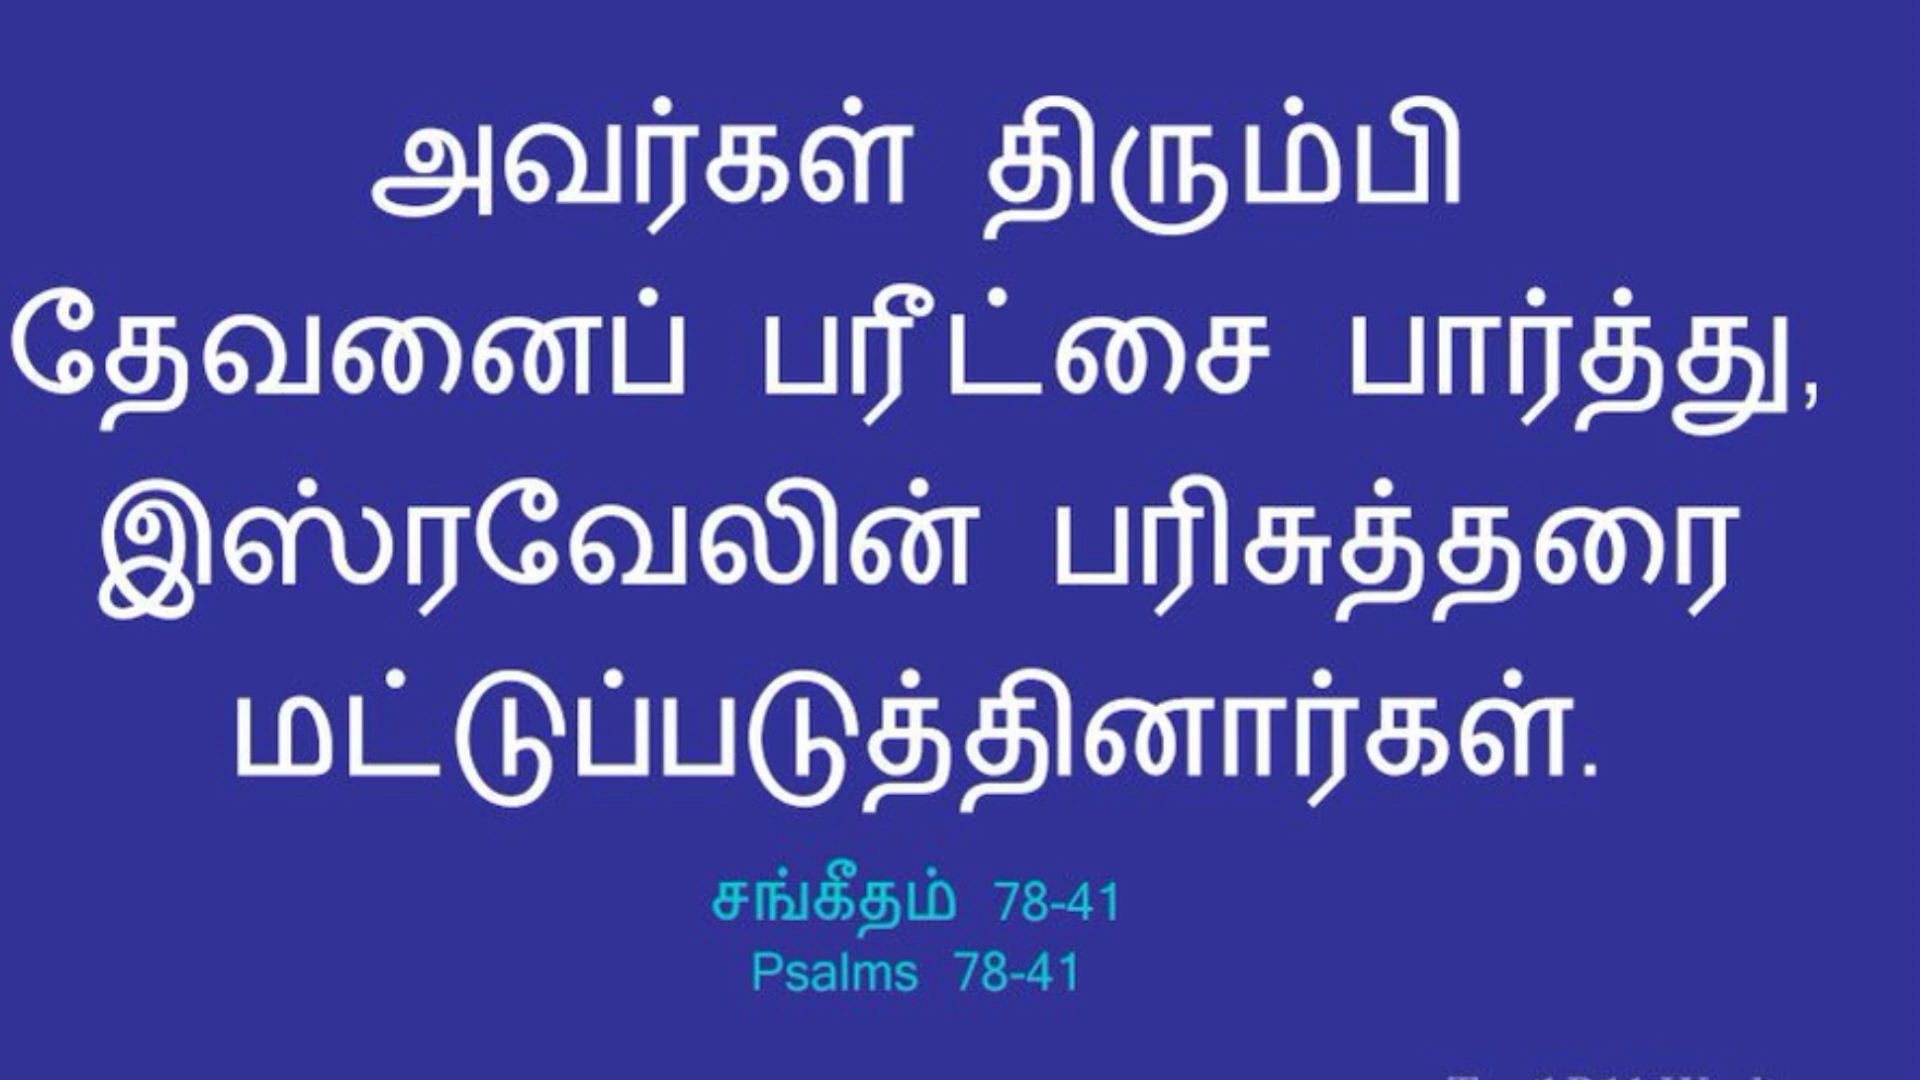 அவர்கள் திரும்பி
தேவனைப் பரீட்சை பார்த்து,
இஸ்ரவேலின் பரிசுத்தரை
மட்டுப்படுத்தினார்கள்.
சங்கீதம் 78-41
Psalms 78-41